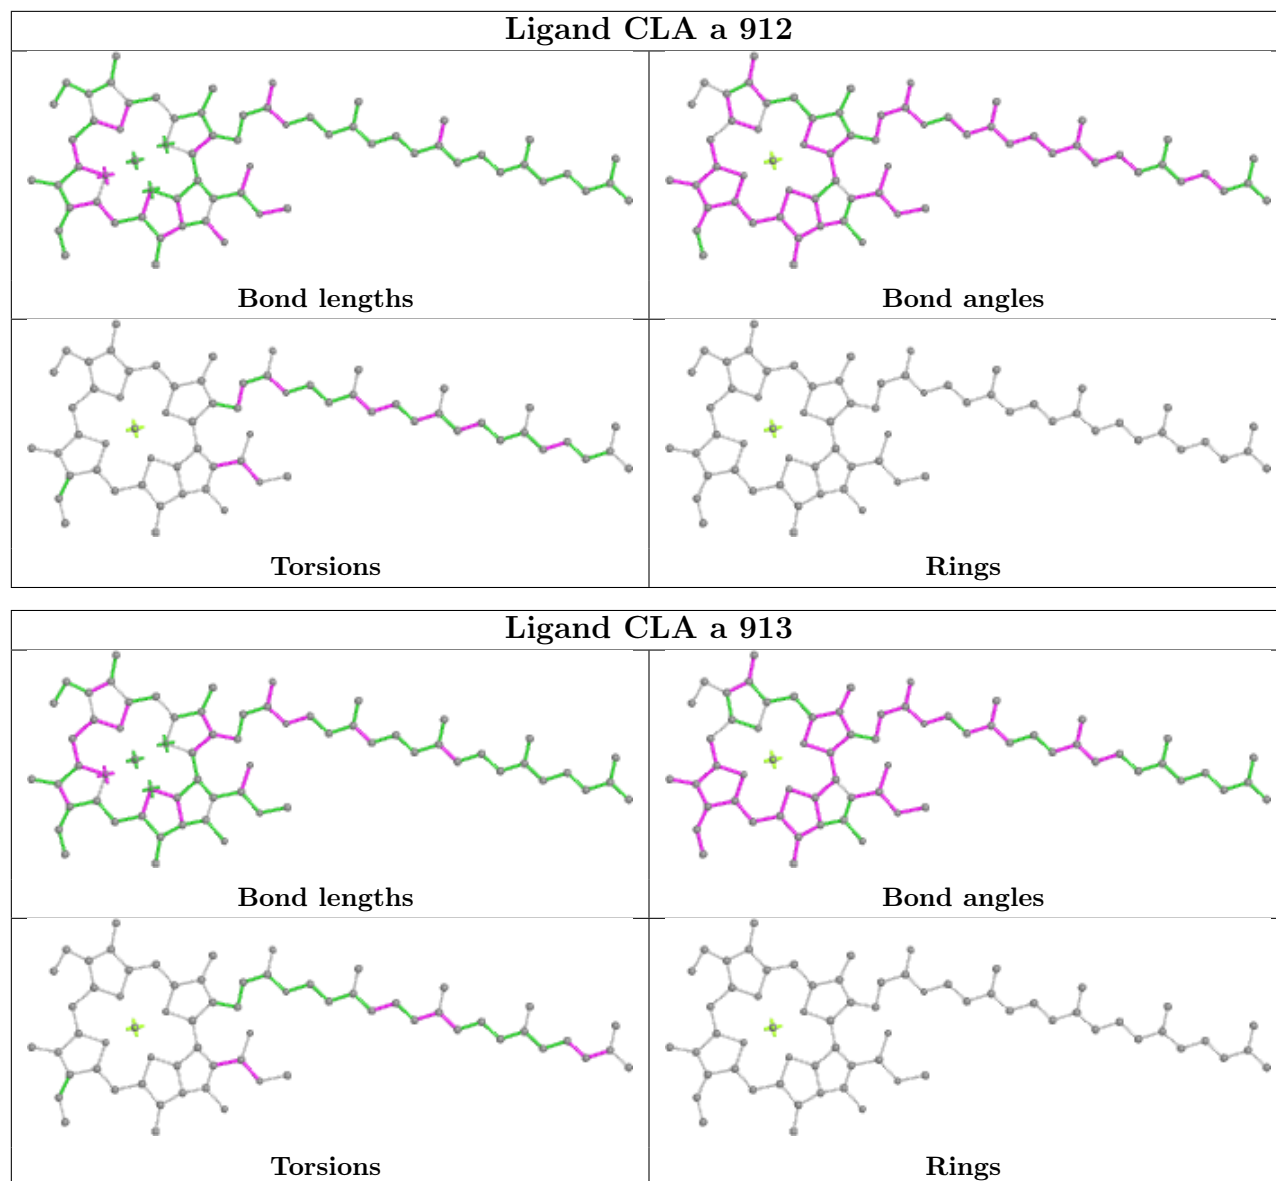 Ligand CLA a 912
Bond lengths
Bond angles
Torsions
Rings
Ligand CLA a 913
Bond lengths
Bond angles
Torsions
Rings